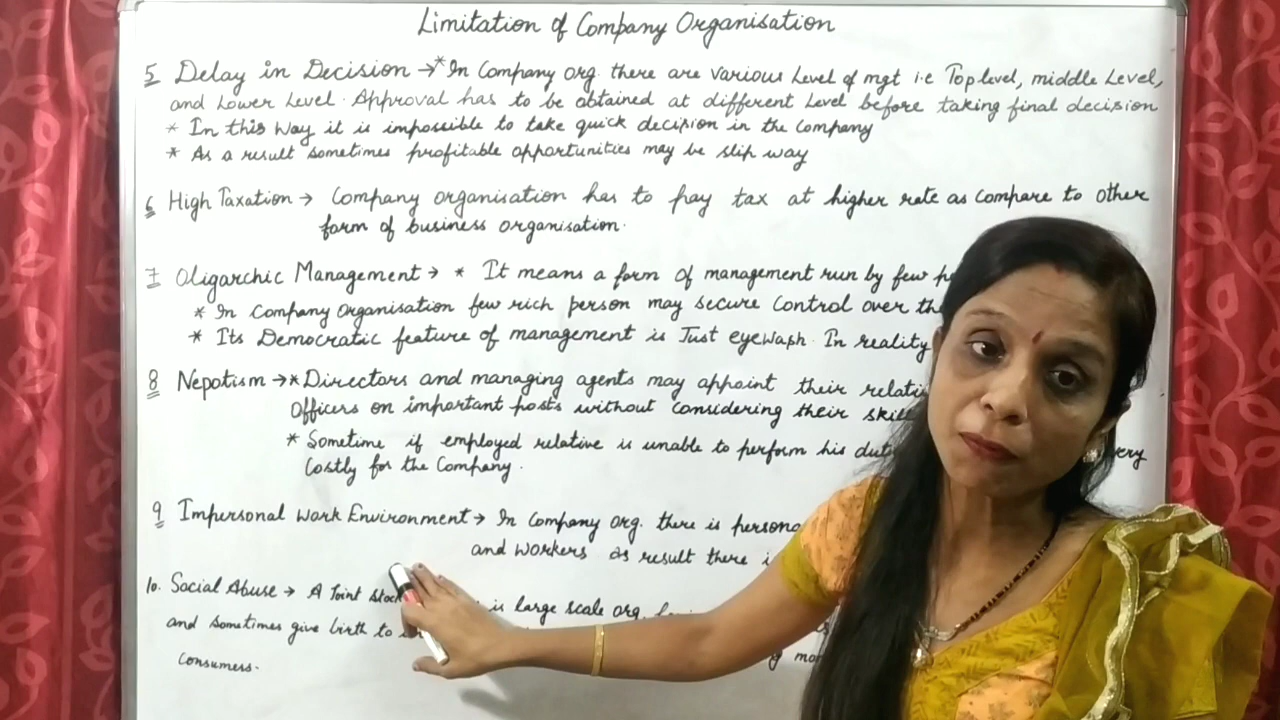 Limitation of Company Organisation
5 Delay in Decision → * In Company org. there are various Level of mgt i.e Top level, middle Level,
and Lower Level. Approval has to be obtained at different Level before taking final decision
* In this way it is impossible to take quick decision in the Company
* As a result sometimes profitable opportunities may be slip way
6 High Taxation → Company organisation has to pay tax at higher rate as compare to other
form of business organisation.
7 Oligarchic Management → * It means a form of management run by few
* In Company Organisation few rich person may secure Control over
* Its Democratic feature of management is Just eyewash. In reality
8 Nepotism → * Directors and managing agents may appoint their
Officers on important posts without considering their
* Sometime if employed relative is unable to perform his
Costly for the Company.
9 Impersonal Work Environment → In Company org. there is
and workers as result there
10. Social Abuse → A Joint is large scale org.
and sometimes give birth to
Consumers.